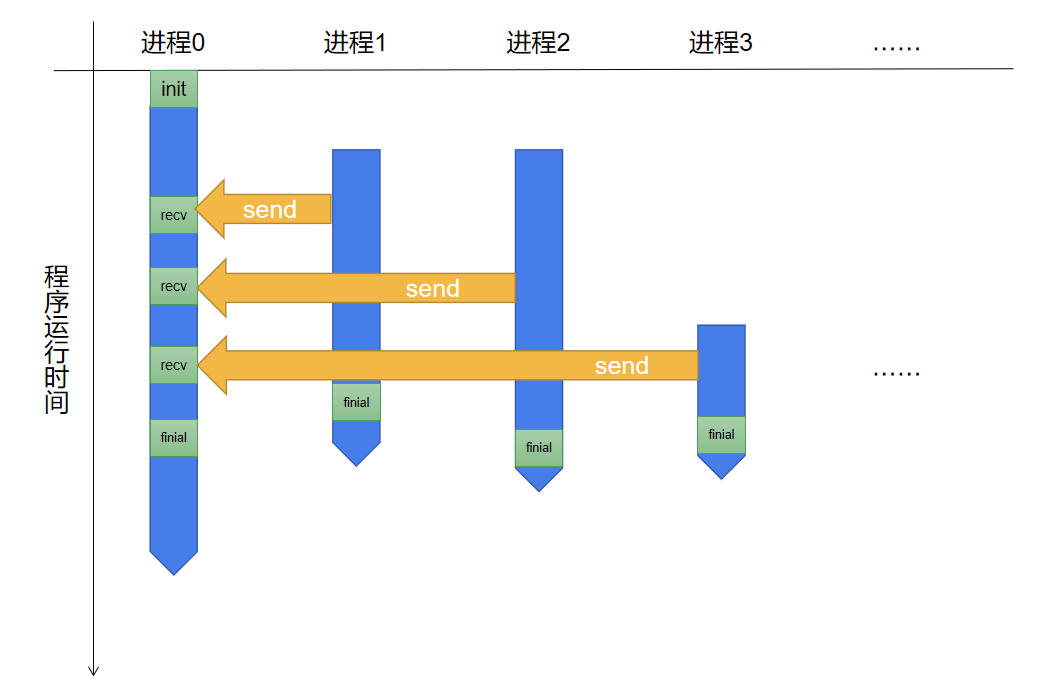 进程0
进程1
进程2
进程3
……
init
recv
send
recv
send
recv
send
……
程序运行时间
finial
finial
finial
finial